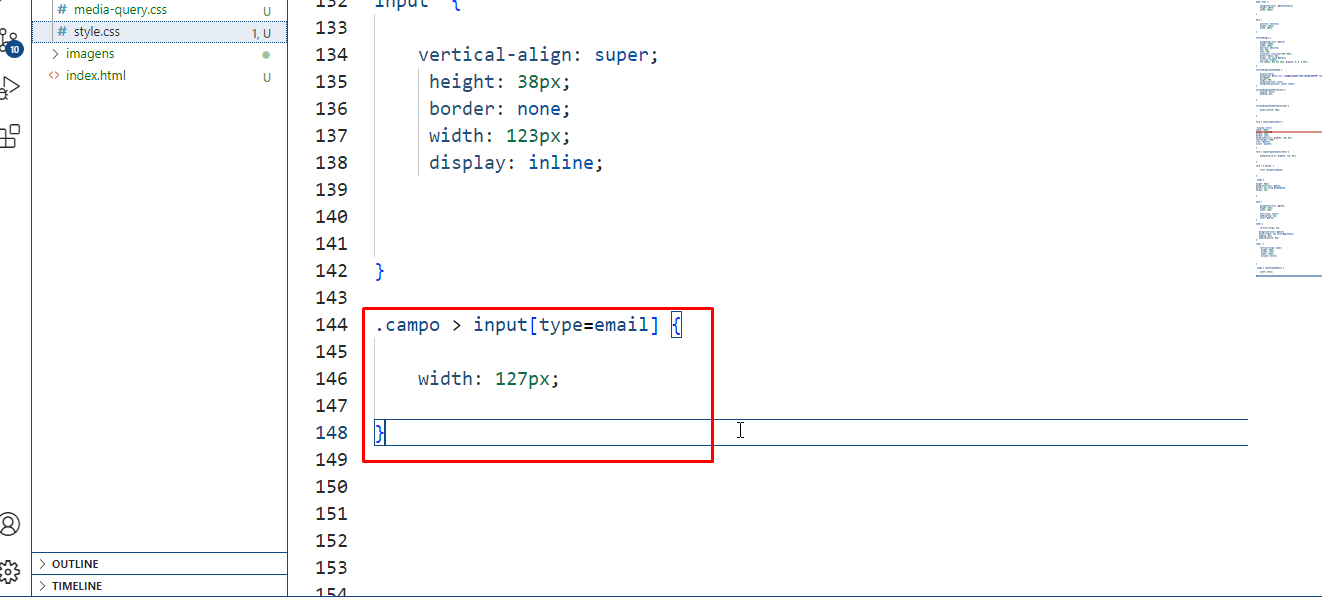 # media-query.css U
# style.css 1, U
10
> imagens
<> index.html U
OUTLINE
TIMELINE
132 input {
133
134 vertical-align: super;
135 height: 38px;
136 border: none;
137 width: 123px;
138 display: inline;
139
140
141
142 }
143
144 .campo > input[type=email] {
145
146 width: 127px;
147
148 }
149
150
151
152
153
154